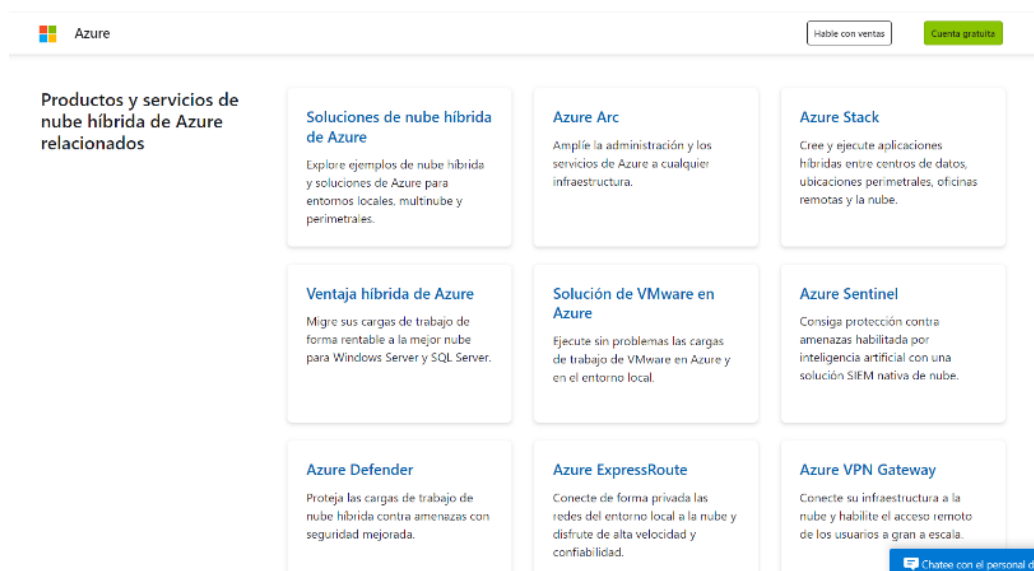 Azure
Hable con ventas
Cuenta gratuita
Productos y servicios de
nube híbrida de Azure
relacionados
Soluciones de nube híbrida
de Azure
Explore ejemplos de nube híbrida
y soluciones de Azure para
entornos locales, multinube y
perimetrales.
Azure Arc
Amplíe la administración y los
servicios de Azure a cualquier
infraestructura.
Azure Stack
Cree y ejecute aplicaciones
híbridas entre centros de datos,
ubicaciones perimetrales, oficinas
remotas y la nube.
Ventaja híbrida de Azure
Migre sus cargas de trabajo de
forma rentable a la mejor nube
para Windows Server y SQL Server.
Solución de VMware en
Azure
Ejecute sin problemas las cargas
de trabajo de VMware en Azure y
en el entorno local.
Azure Sentinel
Consiga protección contra
amenazas habilitada por
inteligencia artificial con una
solución SIEM nativa de nube.
Azure Defender
Proteja las cargas de trabajo de
nube híbrida contra amenazas con
seguridad mejorada.
Azure ExpressRoute
Conecte de forma privada las
redes del entorno local a la nube y
disfrute de alta velocidad y
confiabilidad.
Azure VPN Gateway
Conecte su infraestructura a la
nube y habilite el acceso remoto
de los usuarios a gran a escala.
Chatee con el personal d